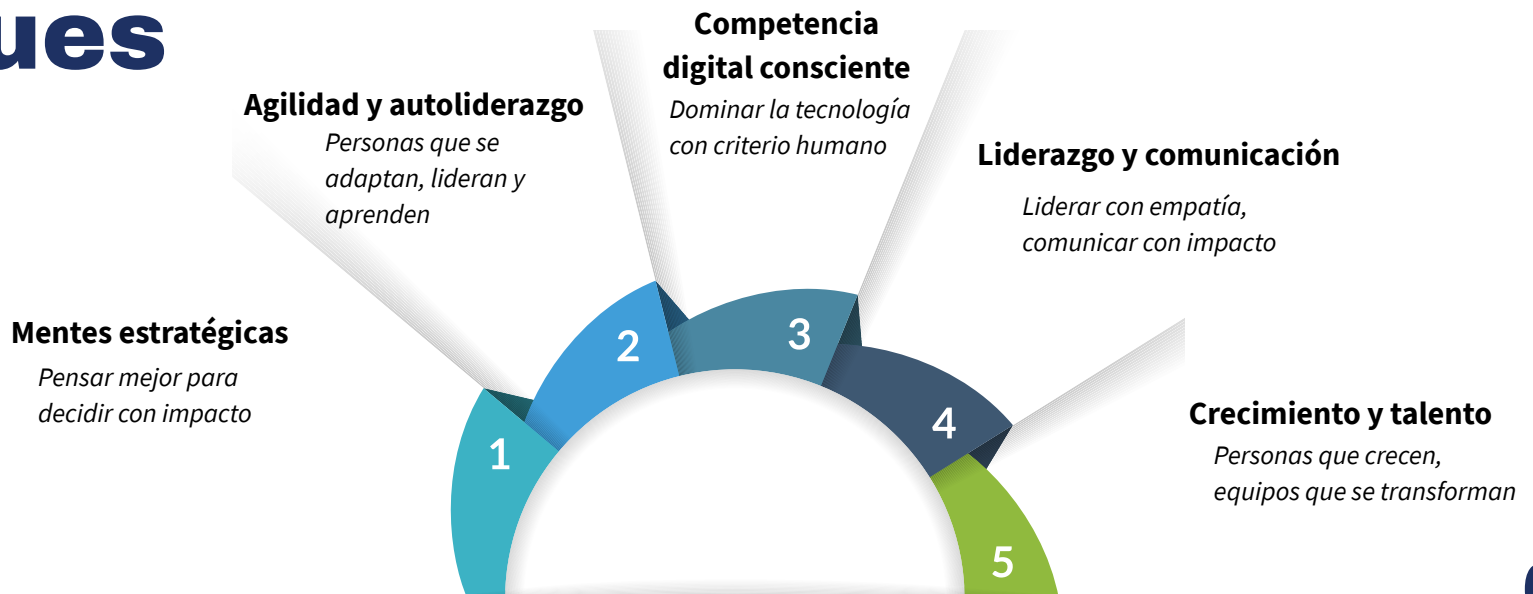 ues
Mentes estratégicas
Pensar mejor para
decidir con impacto
1
Agilidad y autoliderazgo
Personas que se
adaptan, lideran y
aprenden
2
Competencia
digital consciente
Dominar la tecnología
con criterio humano
3
Liderazgo y comunicación
Liderar con empatía,
comunicar con impacto
4
Crecimiento y talento
Personas que crecen,
equipos que se transforman
5